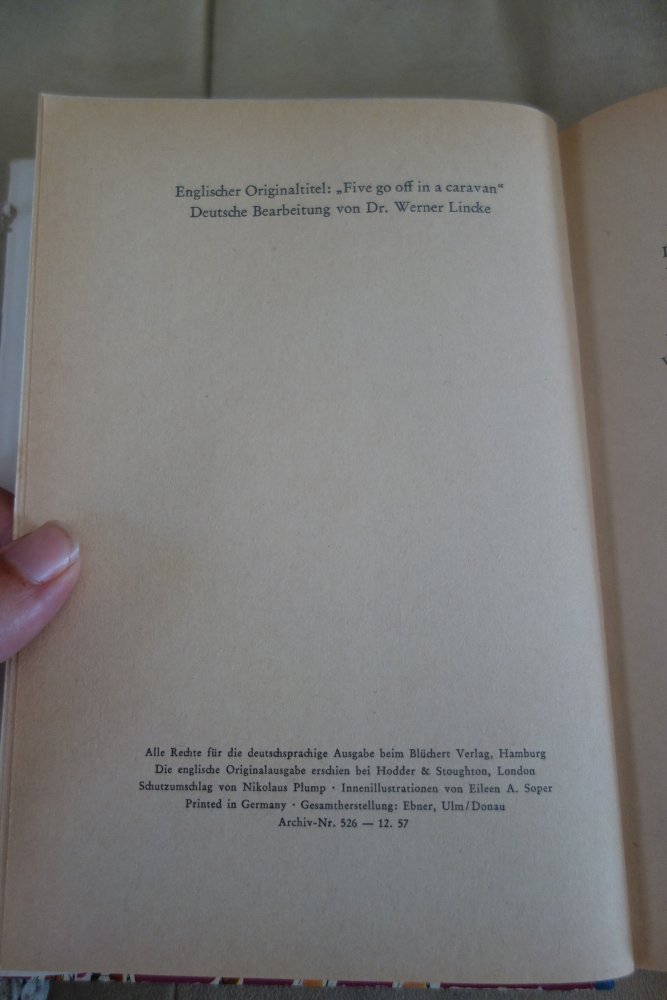 Englischer Originaltitel: „Five go off in a caravan“
Deutsche Bearbeitung von Dr. Werner Lincke
Alle Rechte für die deutschsprachige Ausgabe beim Blüchert Verlag, Hamburg
Die englische Originalausgabe erschien bei Hodder & Stoughton, London
Schutzumschlag von Nikolaus Plump · Innenillustrationen von Eileen A. Soper
Printed in Germany · Gesamtherstellung: Ebner, Ulm/Donau
Archiv-Nr. 526 — 12. 57